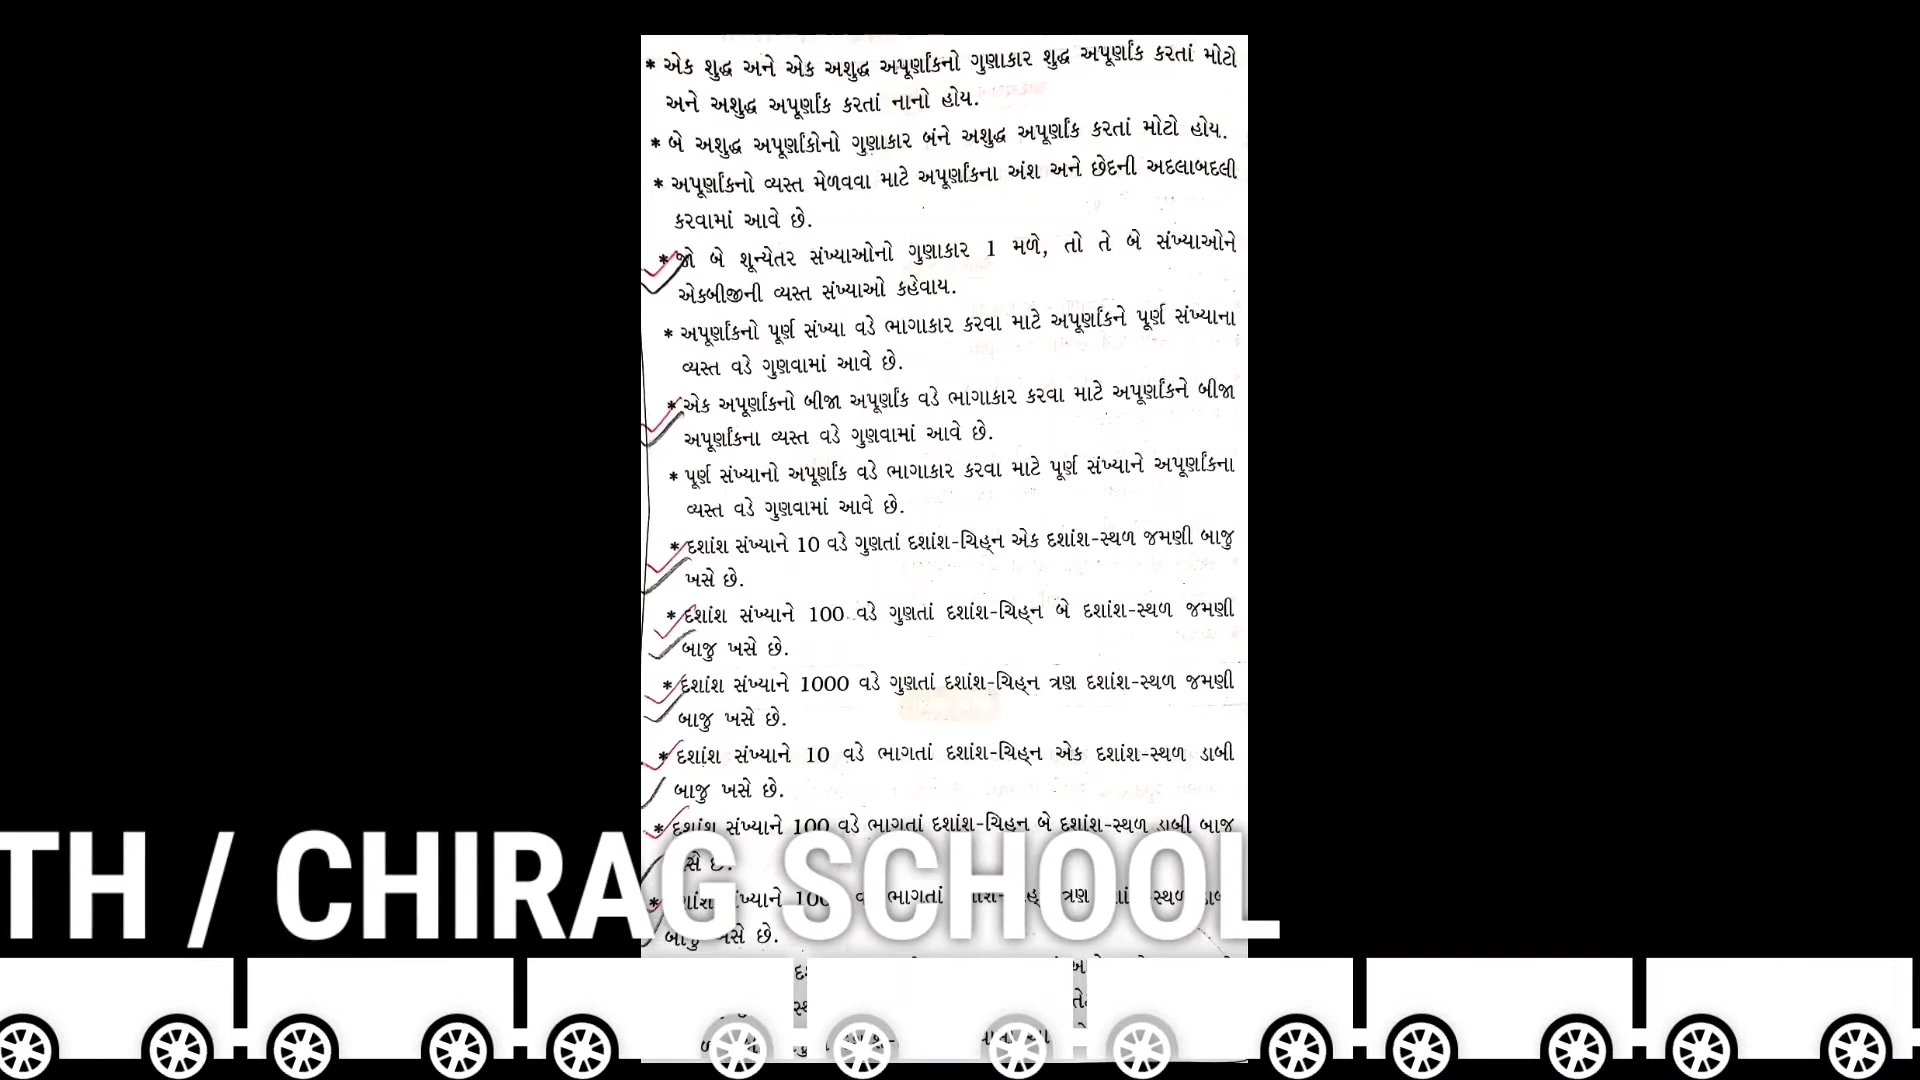 * એક શુદ્ધ અને એક અશુદ્ધ અપૂર્ણાંકનો ગુણાકાર શુદ્ધ અપૂર્ણાંક કરતાં મોટો
અને અશુદ્ધ અપૂર્ણાંક કરતાં નાનો હોય.
* બે અશુદ્ધ અપૂર્ણાંકોનો ગુણાકાર બંને અશુદ્ધ અપૂર્ણાંક કરતાં મોટો હોય.
* અપૂર્ણાંકનો વ્યસ્ત મેળવવા માટે અપૂર્ણાંકના અંશ અને છેદની અદલાબદલી
કરવામાં આવે છે.
* જો બે શૂન્યેતર સંખ્યાઓનો ગુણાકાર 1 મળે, તો તે બે સંખ્યાઓને
એકબીજીની વ્યસ્ત સંખ્યાઓ કહેવાય.
* અપૂર્ણાંકનો પૂર્ણ સંખ્યા વડે ભાગાકાર કરવા માટે અપૂર્ણાંકને પૂર્ણ સંખ્યાના
વ્યસ્ત વડે ગુણવામાં આવે છે.
* એક અપૂર્ણાંકનો બીજા અપૂર્ણાંક વડે ભાગાકાર કરવા માટે અપૂર્ણાંકને બીજા
અપૂર્ણાંકના વ્યસ્ત વડે ગુણવામાં આવે છે.
* પૂર્ણ સંખ્યાનો અપૂર્ણાંક વડે ભાગાકાર કરવા માટે પૂર્ણ સંખ્યાને અપૂર્ણાંકના
વ્યસ્ત વડે ગુણવામાં આવે છે.
* દશાંશ સંખ્યાને 10 વડે ગુણતાં દશાંશ-ચિહ્ન એક દશાંશ-સ્થળ જમણી બાજુ
ખસે છે.
* દશાંશ સંખ્યાને 100 વડે ગુણતાં દશાંશ-ચિહ્ન બે દશાંશ-સ્થળ જમણી
બાજુ ખસે છે.
* દશાંશ સંખ્યાને 1000 વડે ગુણતાં દશાંશ-ચિહ્ન ત્રણ દશાંશ-સ્થળ જમણી
બાજુ ખસે છે.
* દશાંશ સંખ્યાને 10 વડે ભાગતાં દશાંશ-ચિહ્ન એક દશાંશ-સ્થળ ડાબી
બાજુ ખસે છે.
* દશાંશ સંખ્યાને 100 વડે ભાગતાં દશાંશ-ચિહ્ન બે દશાંશ-સ્થળ ડાબી બાજુ
છે.
ભાગતાં ત્રણ
બાજુ ખસે છે.
TH / CHIRAG SCHOOL